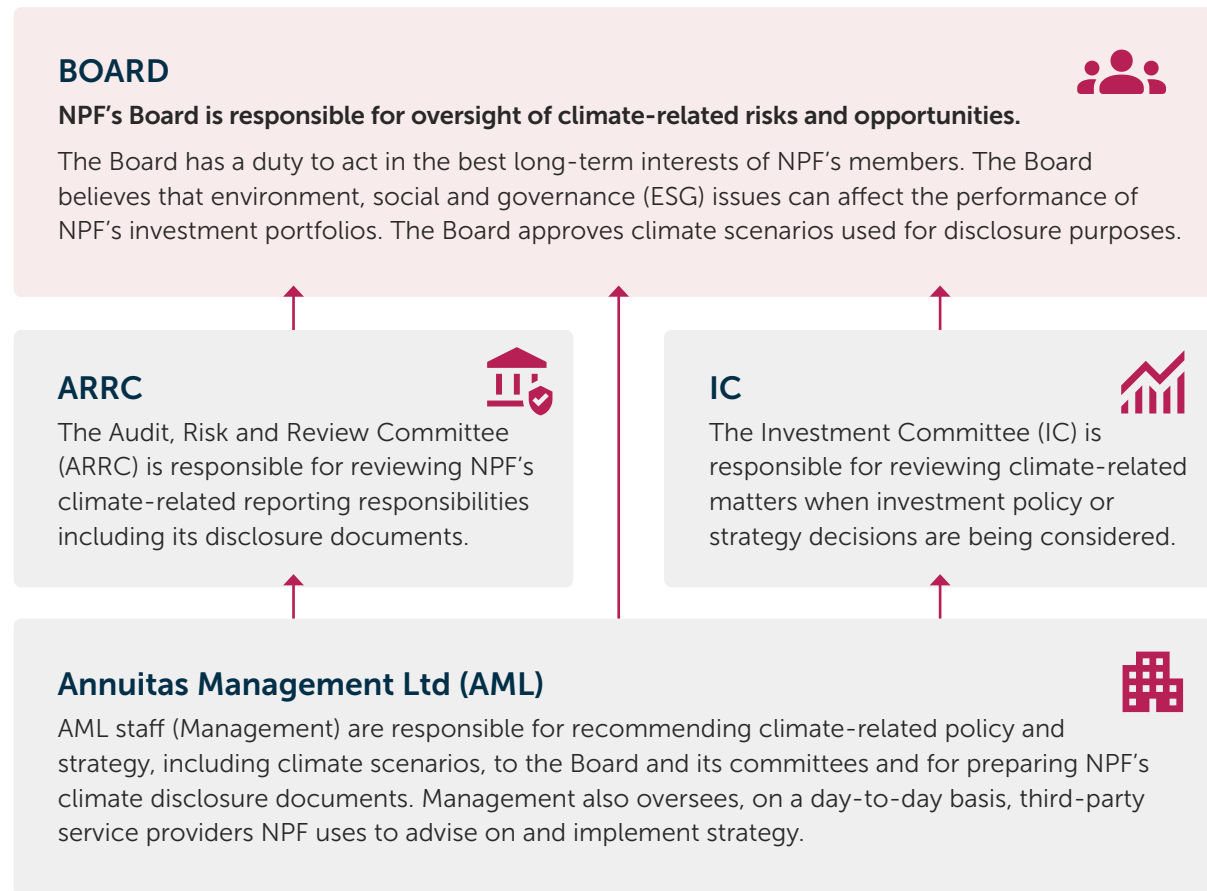 BOARD
NPF’s Board is responsible for oversight of climate-related risks and opportunities.
The Board has a duty to act in the best long-term interests of NPF’s members. The Board
believes that environment, social and governance (ESG) issues can affect the performance of
NPF’s investment portfolios. The Board approves climate scenarios used for disclosure purposes.
ARRC
The Audit, Risk and Review Committee
(ARRC) is responsible for reviewing NPF’s
climate-related reporting responsibilities
including its disclosure documents.
IC
The Investment Committee (IC) is
responsible for reviewing climate-related
matters when investment policy or
strategy decisions are being considered.
Annuitas Management Ltd (AML)
AML staff (Management) are responsible for recommending climate-related policy and
strategy, including climate scenarios, to the Board and its committees and for preparing NPF’s
climate disclosure documents. Management also oversees, on a day-to-day basis, third-party
service providers NPF uses to advise on and implement strategy.